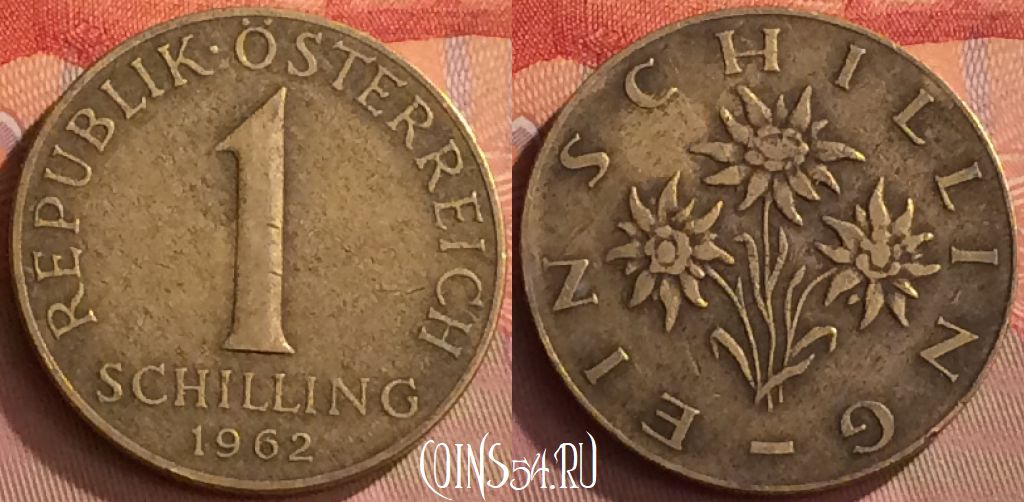 REPUBLIK·ÖSTERREICH
1
SCHILLING
1962
EIN SCHILLING -
COINS54.RU